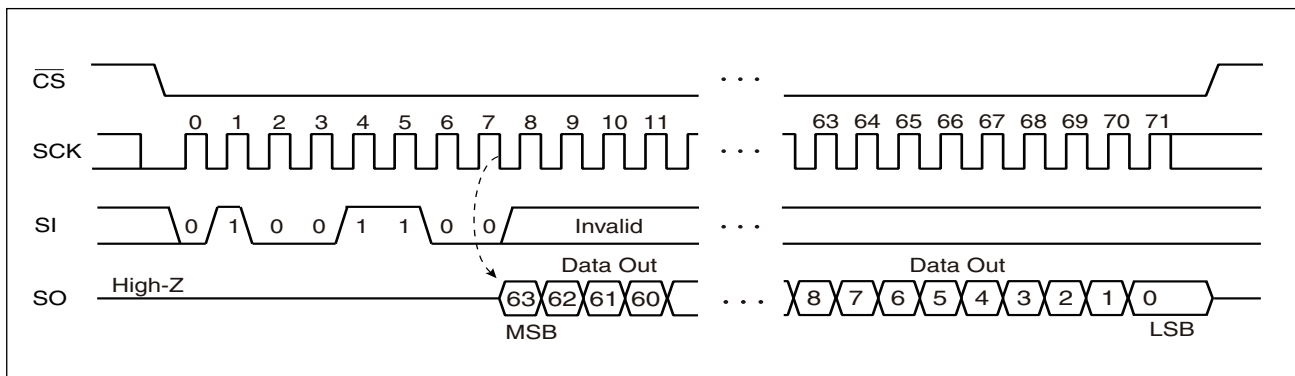 CS
0 1 2 3 4 5 6 7 8 9 10 11 63 64 65 66 67 68 69 70 71
SCK
SI 0 1 0 0 1 1 0 0 Invalid
Data Out Data Out
High-Z
SO 63 62 61 60 8 7 6 5 4 3 2 1 0
MSB LSB